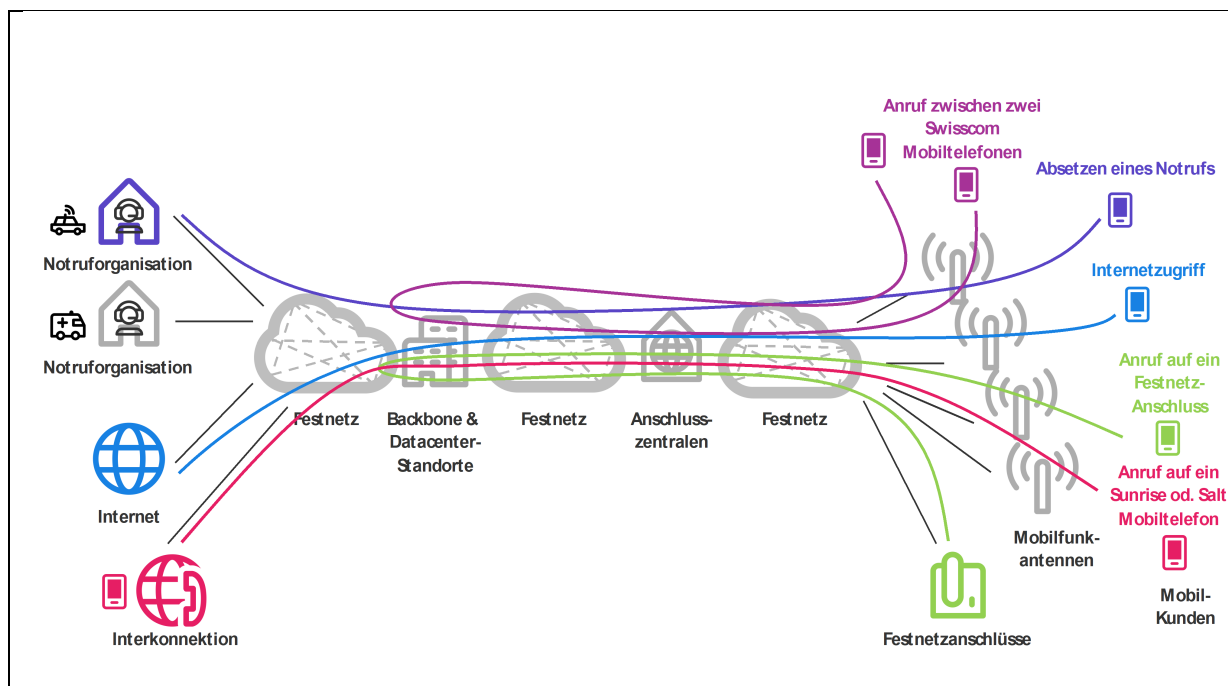 Anruf zwischen zwei
Swisscom
Mobiltelefonen
Absetzen eines Notrufs
Notruforganisation
Internetzugriff
Notruforganisation
Anruf auf ein
Festnetz-
Anschluss
Festnetz
Backbone &
Datacenter-
Standorte
Festnetz
Anschluss-
zentralen
Festnetz
Anruf auf ein
Sunrise od. Salt
Mobiltelefon
Internet
Mobilfunk-
antennen
Mobil-
Kunden
Interkonnektion
Festnetzanschlüsse